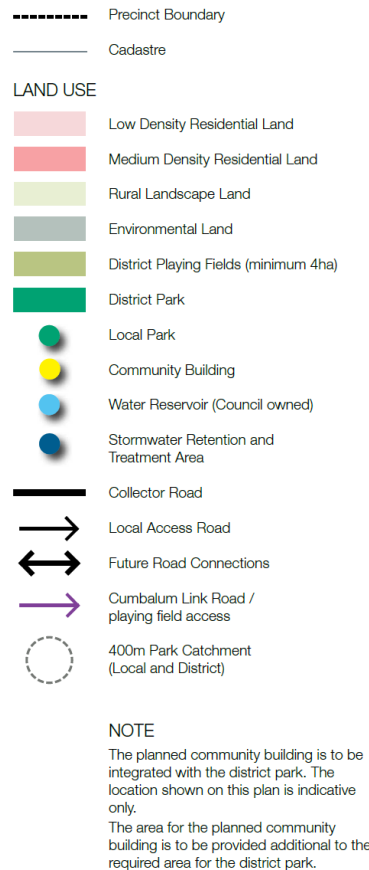 Precinct Boundary
Cadastre
LAND USE
Low Density Residential Land
Medium Density Residential Land
Rural Landscape Land
Environmental Land
District Playing Fields (minimum 4ha)
District Park
Local Park
Community Building
Water Reservoir (Council owned)
Stormwater Retention and
Treatment Area
Collector Road
Local Access Road
Future Road Connections
Cumbalum Link Road /
playing field access
400m Park Catchment
(Local and District)
NOTE
The planned community building is to be
integrated with the district park. The
location shown on this plan is indicative
only.
The area for the planned community
building is to be provided additional to the
required area for the district park.